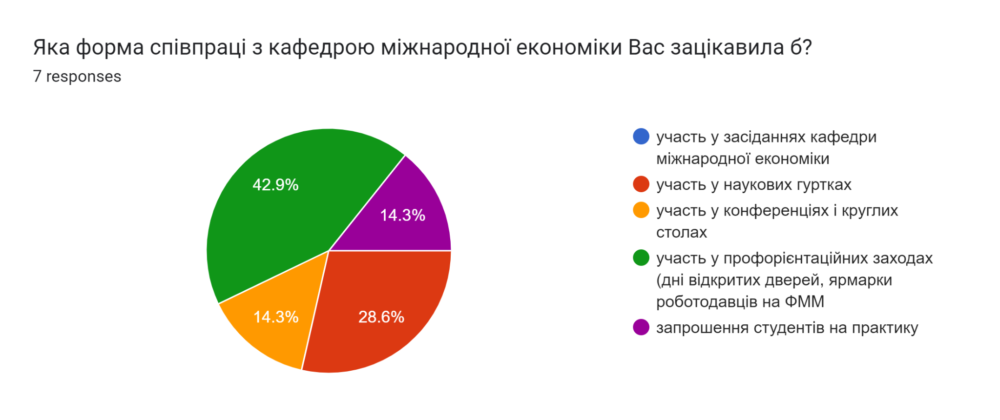 Яка форма співпраці з кафедрою міжнародної економіки Вас зацікавила б?
7 responses
42.9%
14.3%
14.3%
28.6%
участь у засіданнях кафедри
міжнародної економіки
участь у наукових гуртках
участь у конференціях і круглих
столах
участь у профорієнтаційних заходах
(дні відкритих дверей, ярмарки
роботодавців на ФММ
запрошення студентів на практику